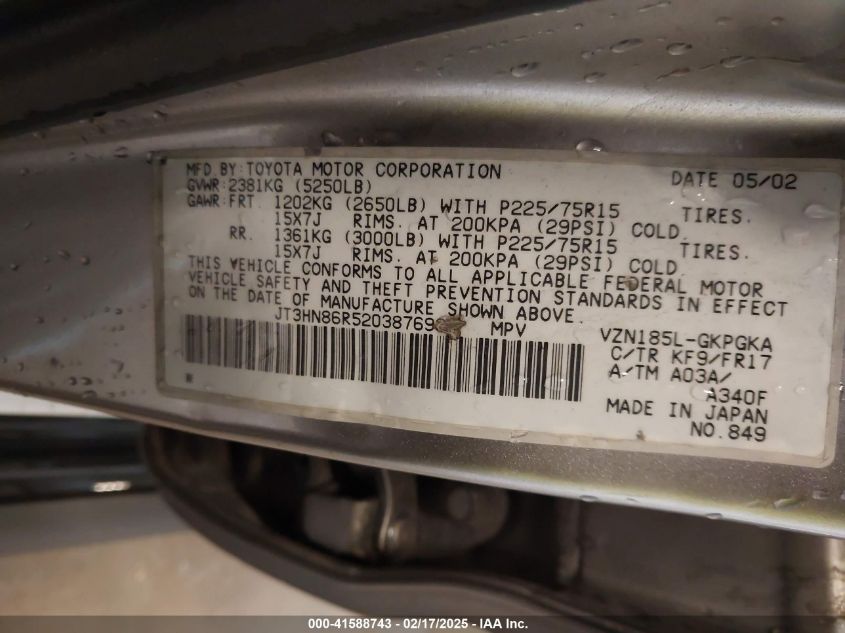 MFD BY: TOYOTA MOTOR CORPORATION DATE 05/02
GVWR: 2381KG (5250LB)
GAWR: FRT. 1202KG (2650LB) WITH P225/75R15 TIRES.
15X7J RIMS. AT 200KPA (29PSI) COLD.
RR. 1361KG (3000LB) WITH P225/75R15 TIRES.
15X7J RIMS. AT 200KPA (29PSI) COLD.
THIS VEHICLE CONFORMS TO ALL APPLICABLE FEDERAL MOTOR
VEHICLE SAFETY AND THEFT PREVENTION STANDARDS IN EFFECT
ON THE DATE OF MANUFACTURE SHOWN ABOVE.
MPV VZN185L-GKPGKA
C/TR KF9/FR17
A/TM A03A/
A340F
MADE IN JAPAN
NO.849
000-41588743 - 02/17/2025 - IAA Inc.